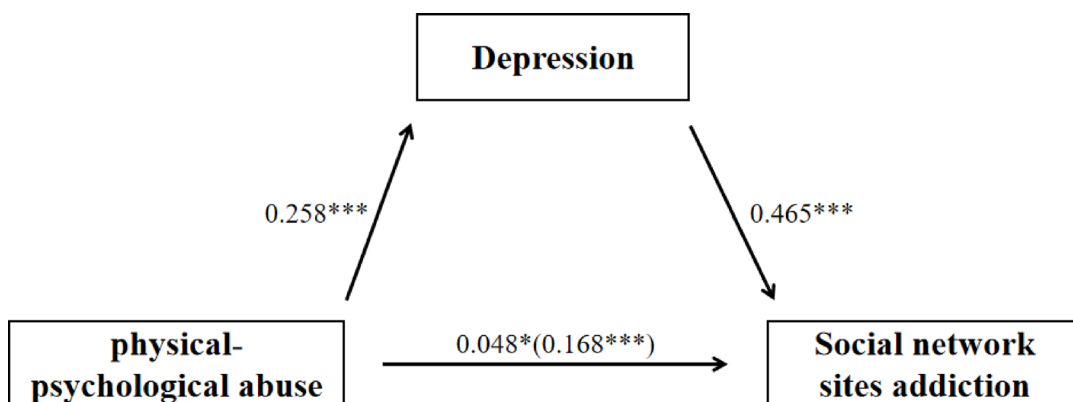 Depression
0.258***
0.465***
0.048*(0.168***)
physical-
psychological abuse
Social network
sites addiction